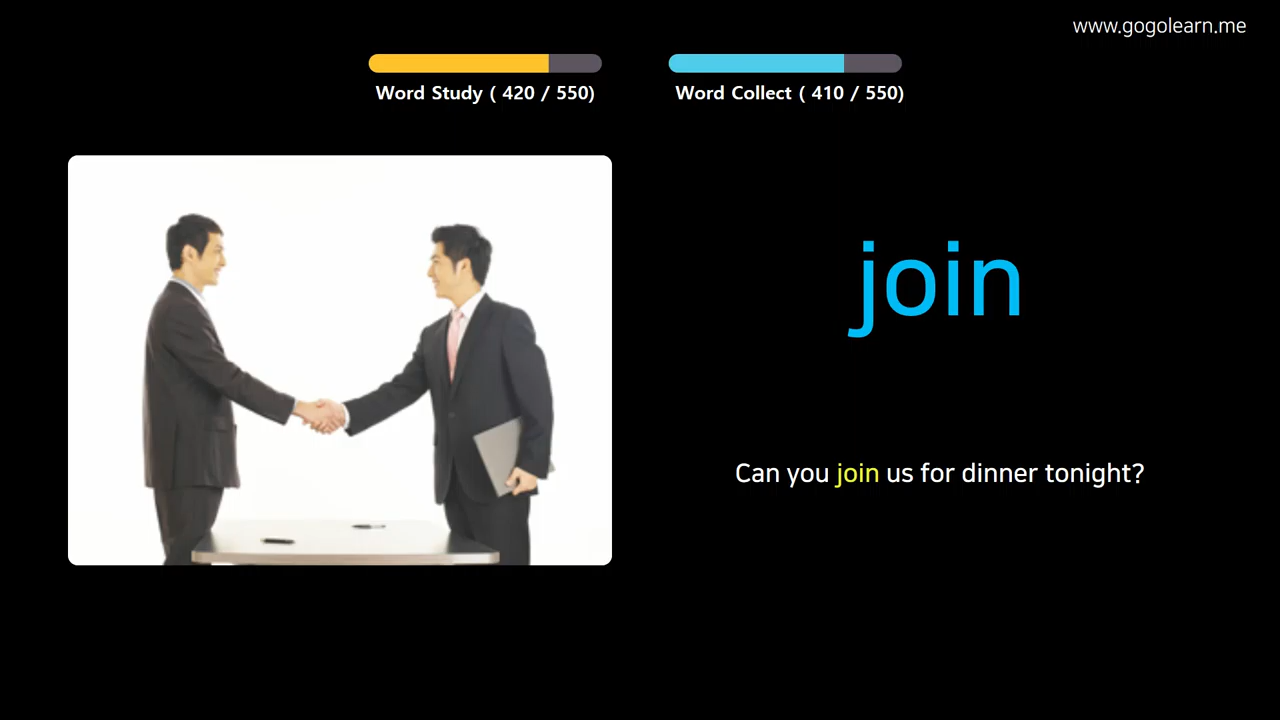 www.gogolearn.me
Word Study ( 420 / 550)
Word Collect ( 410 / 550)
join
Can you join us for dinner tonight?